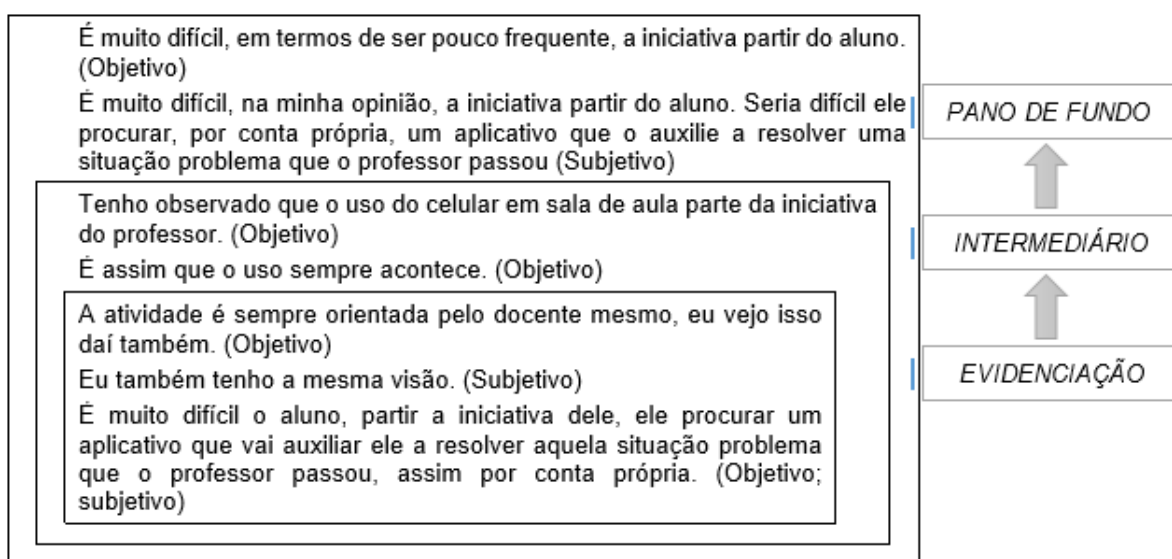 É muito difícil, em termos de ser pouco frequente, a iniciativa partir do aluno.
(Objetivo)
É muito difícil, na minha opinião, a iniciativa partir do aluno. Seria difícil ele
procurar, por conta própria, um aplicativo que o auxilie a resolver uma
situação problema que o professor passou (Subjetivo)
PANO DE FUNDO
Tenho observado que o uso do celular em sala de aula parte da iniciativa
do professor. (Objetivo)
É assim que o uso sempre acontece. (Objetivo)
INTERMEDIÁRIO
A atividade é sempre orientada pelo docente mesmo, eu vejo isso
daí também. (Objetivo)
Eu também tenho a mesma visão. (Subjetivo)
É muito difícil o aluno, partir a iniciativa dele, ele procurar um
aplicativo que vai auxiliar ele a resolver aquela situação problema
que o professor passou, assim por conta própria. (Objetivo;
subjetivo)
EVIDENCIAÇÃO